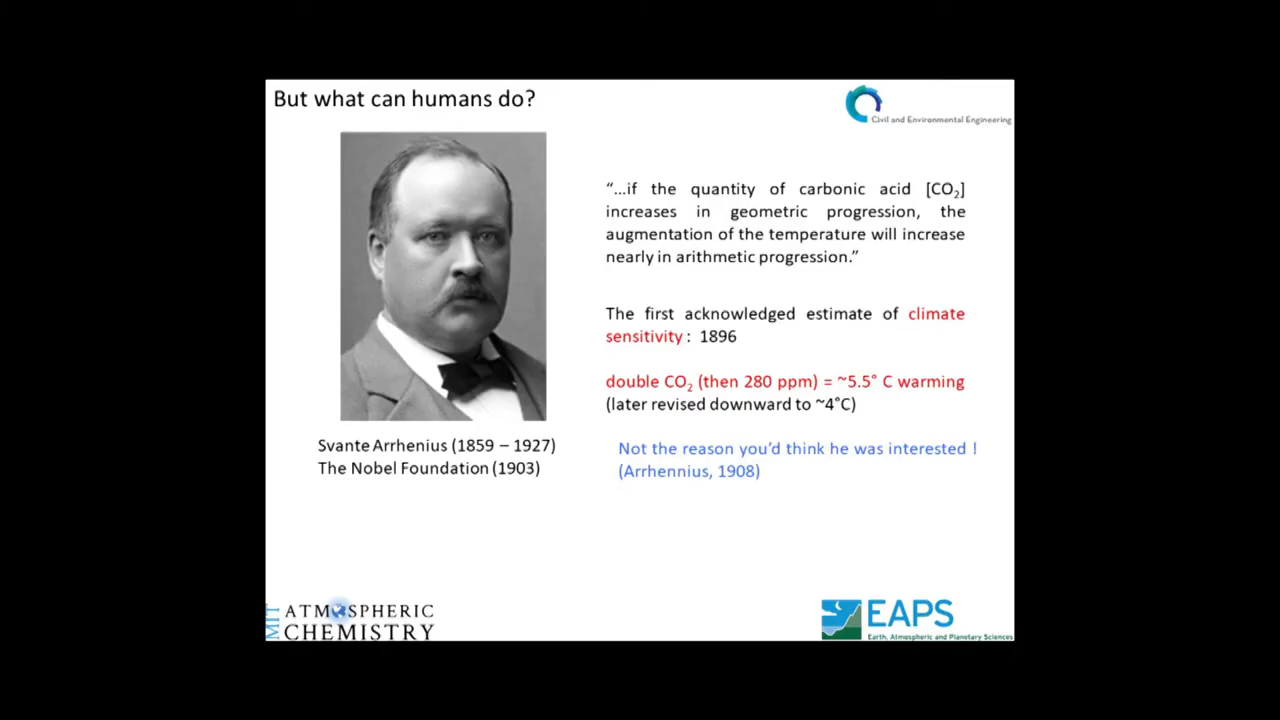 But what can humans do?
Civil and Environmental Engineering
“...if the quantity of carbonic acid [CO₂]
increases in geometric progression, the
augmentation of the temperature will increase
nearly in arithmetic progression.”
The first acknowledged estimate of climate
sensitivity : 1896
double CO₂ (then 280 ppm) = ~5.5° C warming
(later revised downward to ~4°C)
Svante Arrhenius (1859 – 1927)
The Nobel Foundation (1903)
Not the reason you’d think he was interested !
(Arrhennius, 1908)
MIT ATMOSPHERIC
CHEMISTRY
EAPS
Earth, Atmospheric and Planetary Sciences